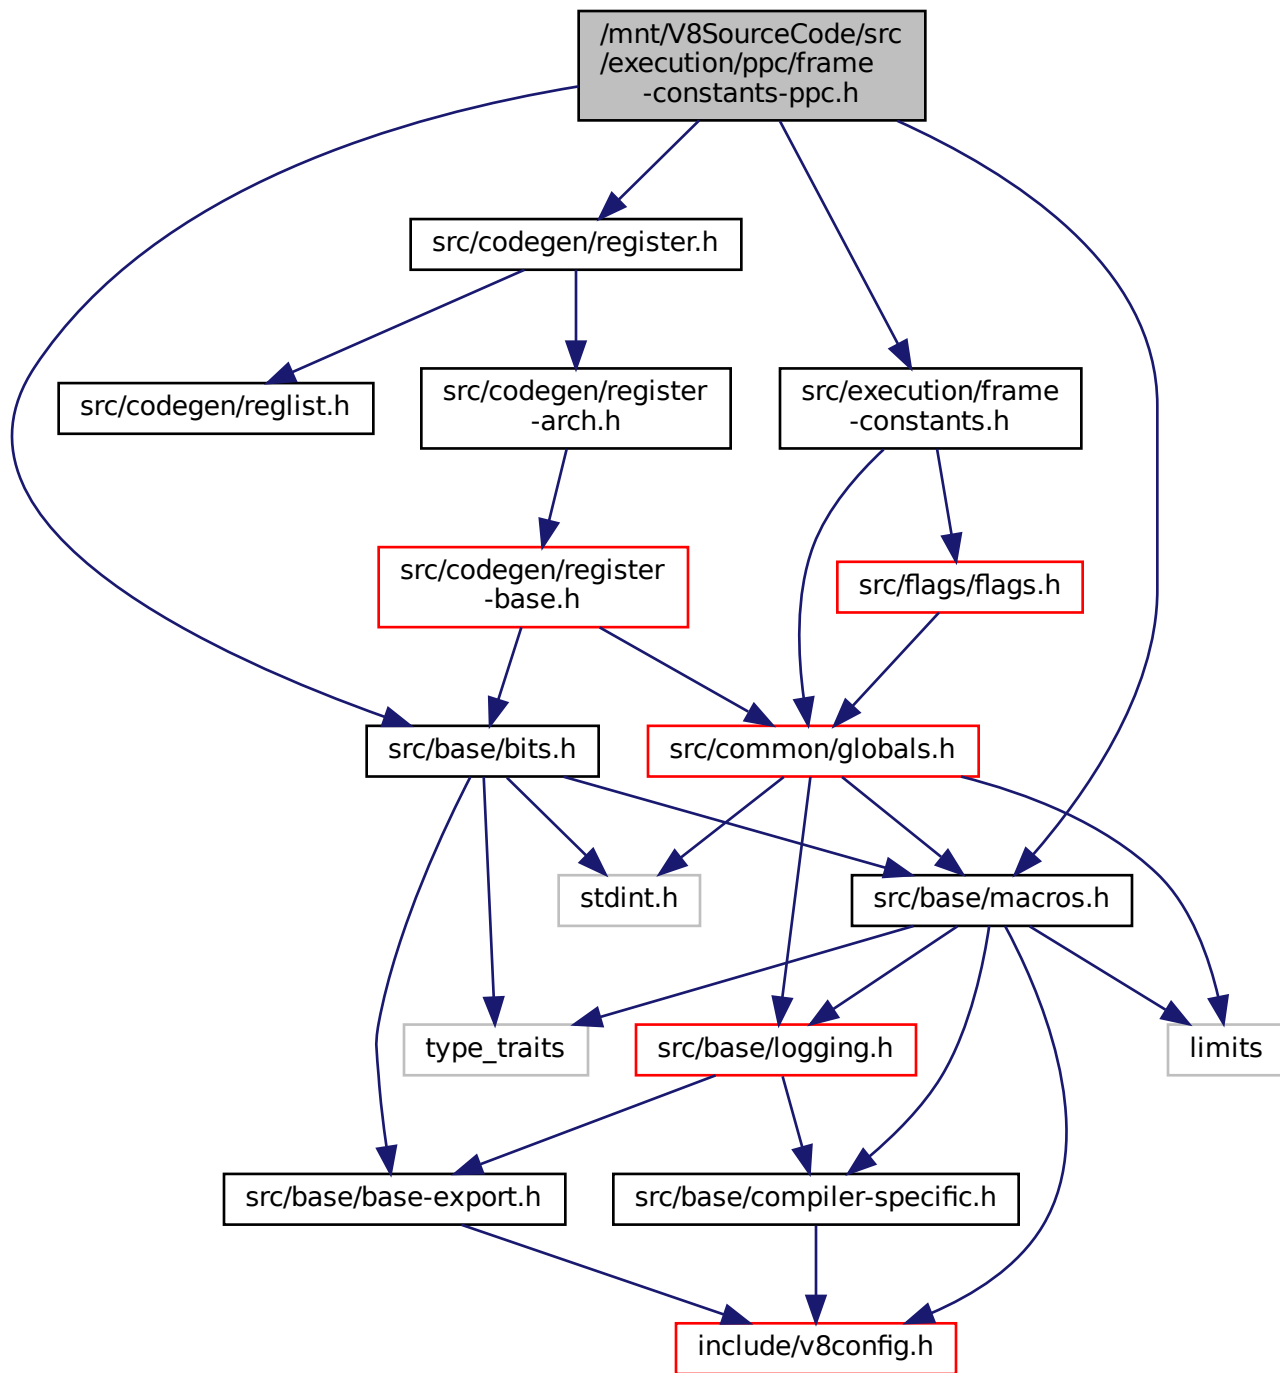 /mnt/V8SourceCode/src
/execution/ppc/frame
-constants-ppc.h
src/codegen/register.h
src/codegen/reglist.h
src/codegen/register
-arch.h
src/execution/frame
-constants.h
src/codegen/register
-base.h
src/flags/flags.h
src/base/bits.h
src/common/globals.h
stdint.h
src/base/macros.h
type_traits
src/base/logging.h
limits
src/base/base-export.h
src/base/compiler-specific.h
include/v8config.h